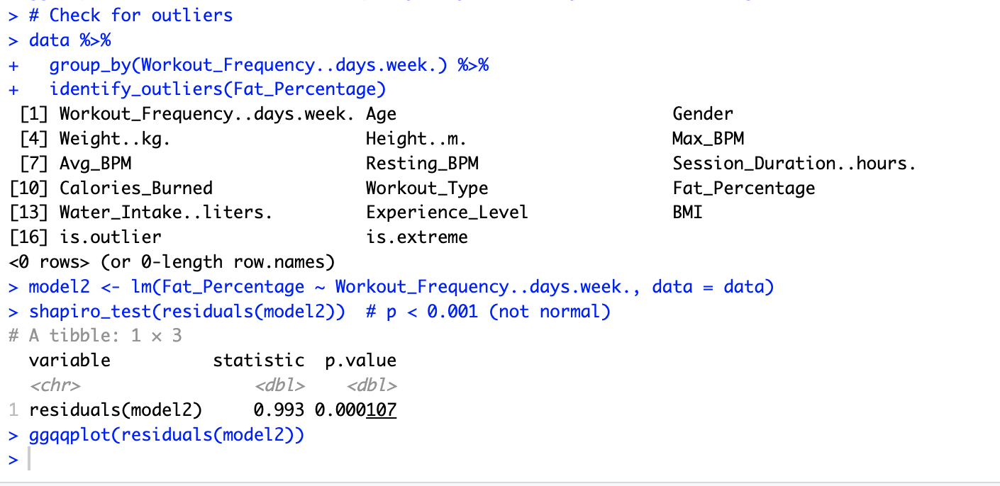 > # Check for outliers
> data %>%
+   group_by(Workout_Frequency..days.week.) %>%
+   identify_outliers(Fat_Percentage)
 [1] Workout_Frequency..days.week. Age                           Gender
 [4] Weight..kg.                   Height..m.                    Max_BPM
 [7] Avg_BPM                       Resting_BPM                   Session_Duration..hours.
[10] Calories_Burned               Workout_Type                  Fat_Percentage
[13] Water_Intake..liters.         Experience_Level              BMI
[16] is.outlier                    is.extreme
<0 rows> (or 0-length row.names)
> model2 <- lm(Fat_Percentage ~ Workout_Frequency..days.week., data = data)
> shapiro_test(residuals(model2))  # p < 0.001 (not normal)
# A tibble: 1 × 3
  variable          statistic  p.value
  <chr>                 <dbl>    <dbl>
1 residuals(model2)     0.993 0.000107
> ggqqplot(residuals(model2))
>